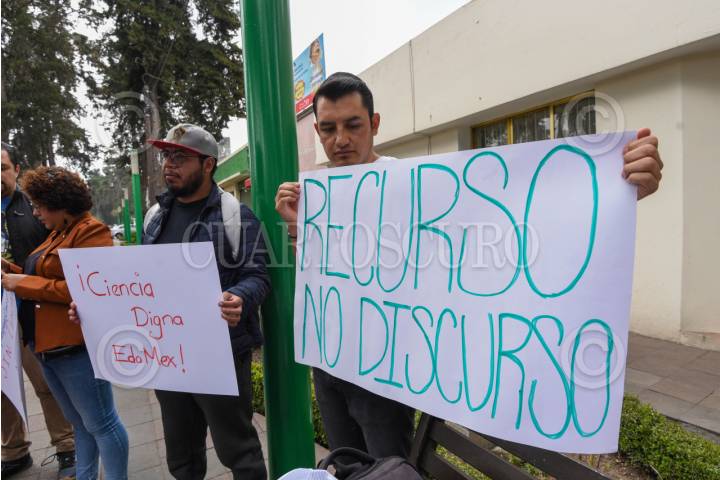 RECURSO
NO DISCURSO
¡Ciencia
Digna
EdoMex!
CUARTOSCURO